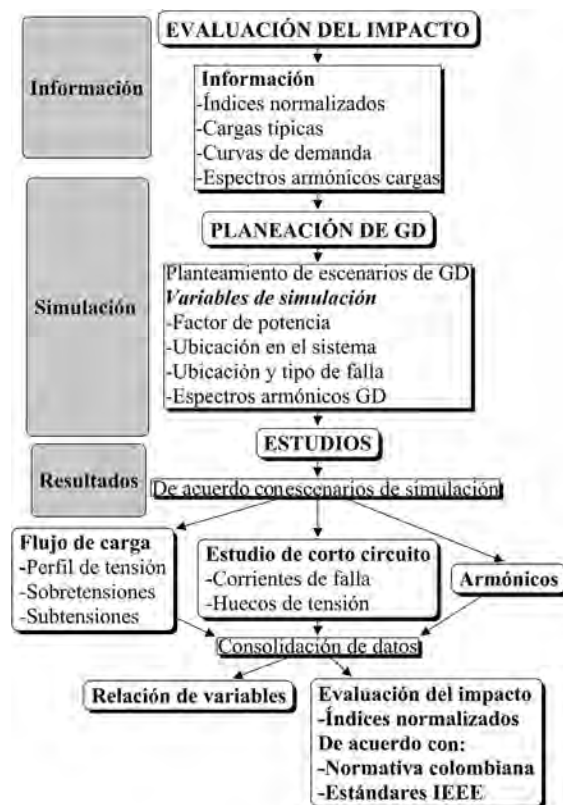 EVALUACIÓN DEL IMPACTO
Información
Información
-Índices normalizados
-Cargas típicas
-Curvas de demanda
-Espectros armónicos cargas
PLANEACIÓN DE GD
Simulación
Planteamiento de escenarios de GD
Variables de simulación
-Factor de potencia
-Ubicación en el sistema
-Ubicación y tipo de falla
-Espectros armónicos GD
ESTUDIOS
Resultados
De acuerdo con escenarios de simulación
Flujo de carga
-Perfil de tensión
-Sobretensiones
-Subtensiones
Estudio de corto circuito
-Corrientes de falla
-Huecos de tensión
Armónicos
Consolidación de datos
Relación de variables
Evaluación del impacto
-Índices normalizados
De acuerdo con:
-Normativa colombiana
-Estándares IEEE